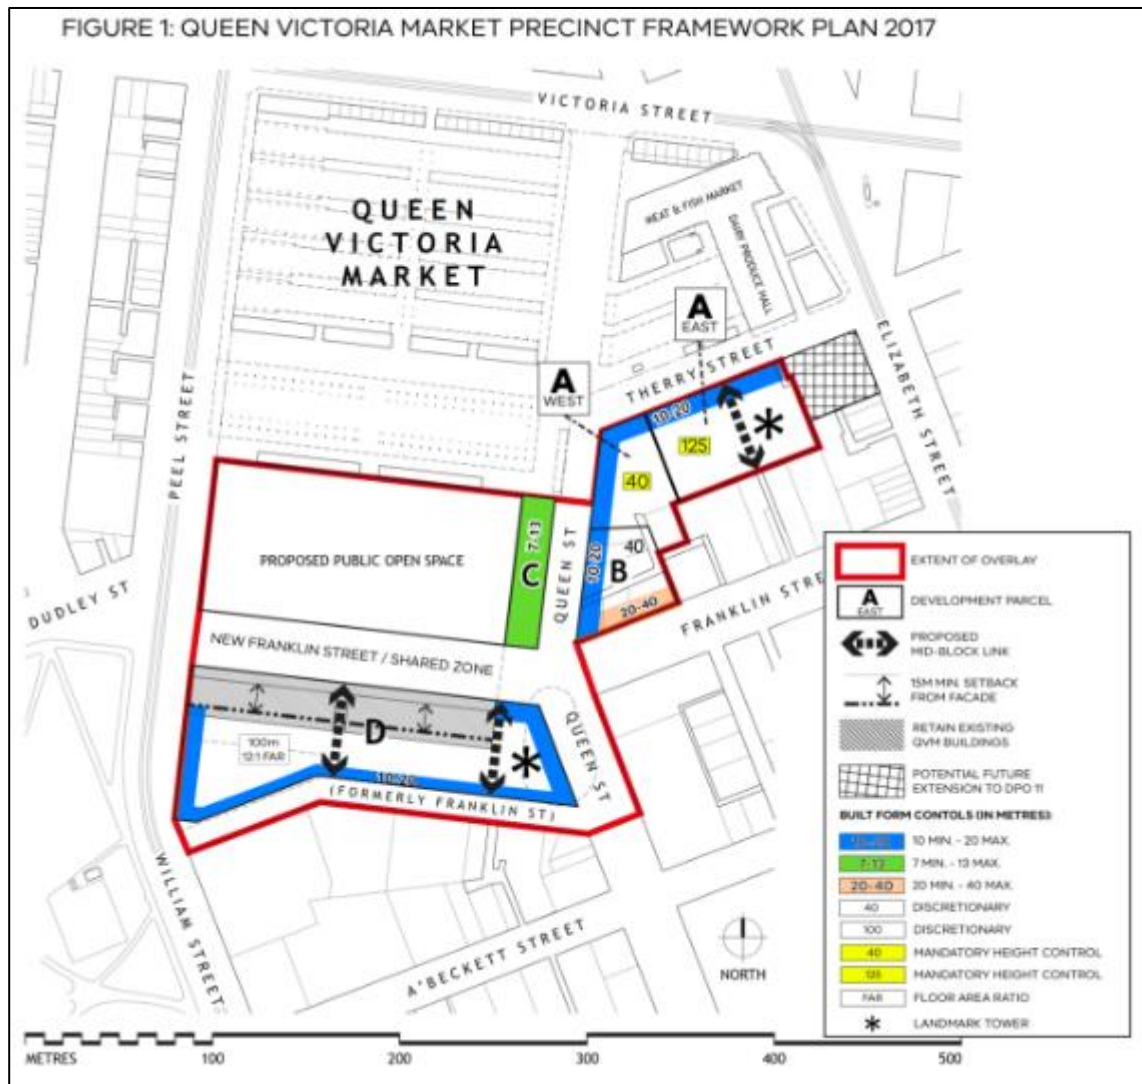 FIGURE 1: QUEEN VICTORIA MARKET PRECINCT FRAMEWORK PLAN 2017
VICTORIA STREET
QUEEN
VICTORIA
MARKET
MEAT & FISH MARKET
DAIRY PRODUCE HALL
A
EAST
A
WEST
THERRY STREET
ELIZABETH STREET
PEEL STREET
10-20
125
40
PROPOSED PUBLIC OPEN SPACE
7-13
C
QUEEN ST
10-20
40
B
20-40
FRANKLIN STRE
DUDLEY ST
NEW FRANKLIN STREET / SHARED ZONE
D
100m
12:1 FAR
10-20
(FORMERLY FRANKLIN ST)
QUEEN ST
WILLIAM STREET
A'BECKETT STREET
NORTH
EXTENT OF OVERLAY
A
EAST
DEVELOPMENT PARCEL
PROPOSED
MID-BLOCK LINK
15M MIN. SETBACK
FROM FACADE
RETAIN EXISTING
QVM BUILDINGS
POTENTIAL FUTURE
EXTENSION TO DPO 11
BUILT FORM CONTOLS (IN METRES):
10-20 10 MIN. - 20 MAX.
7-13 7 MIN. - 13 MAX.
20-40 20 MIN. - 40 MAX.
40 DISCRETIONARY
100 DISCRETIONARY
40 MANDATORY HEIGHT CONTROL
125 MANDATORY HEIGHT CONTROL
FAR FLOOR AREA RATIO
LANDMARK TOWER
METRES 100 200 300 400 500